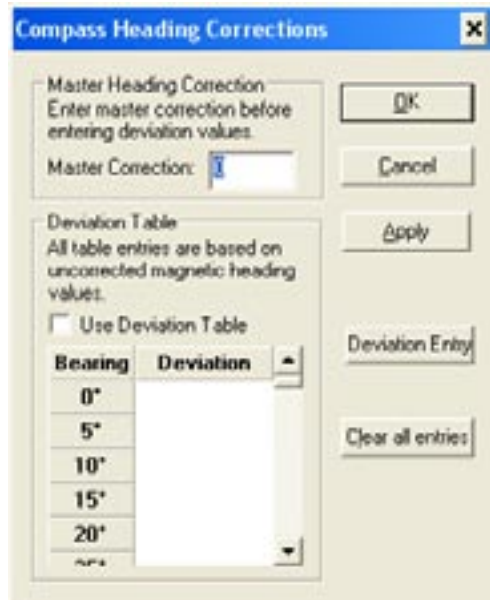 Compass Heading Corrections
Master Heading Correction
Enter master correction before
entering deviation values.
Master Correction: 0
OK
Cancel
Apply
Deviation Table
All table entries are based on
uncorrected magnetic heading
values.
Use Deviation Table
Bearing Deviation
0°
5°
10°
15°
20°
Deviation Entry
Clear all entries